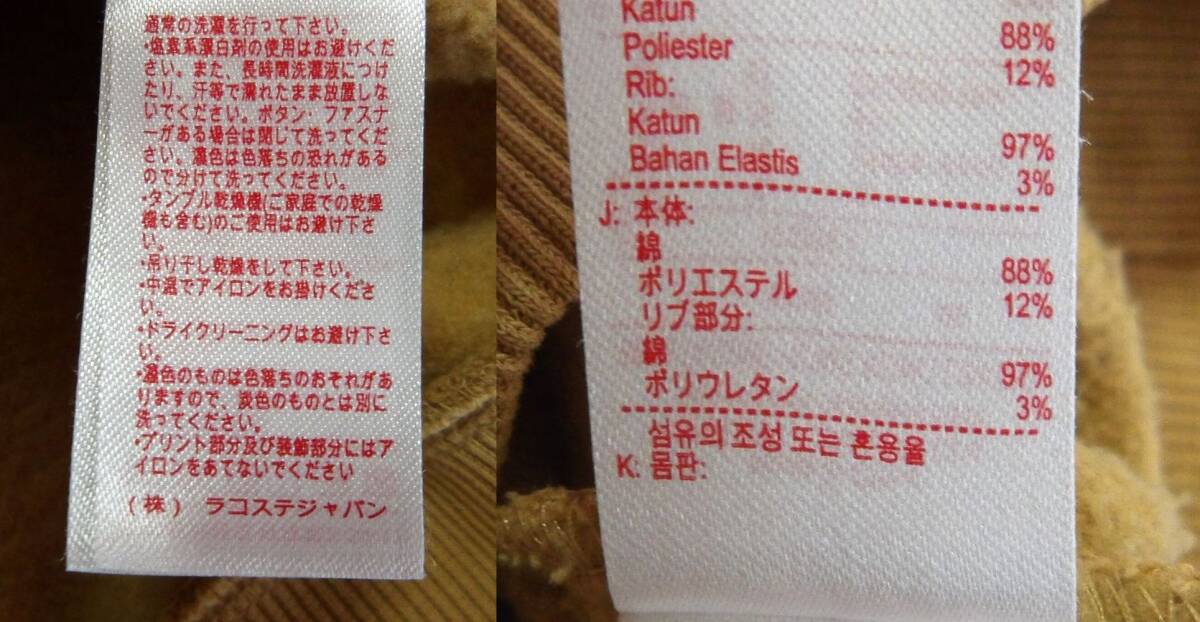 通常の洗濯を行って下さい。
・塩素系漂白剤の使用はお避けくだ
さい。また、長時間洗濯液につけ
たり、汗等で濡れたまま放置しな
いでください。ボタン・ファスナ
ーがある場合は閉じて洗ってくだ
さい。濃色は色落ちの恐れがある
ので分けて洗ってください。
・タンブル乾燥機(ご家庭での乾燥
機も含む)のご使用はお避け下さ
い。
・吊り干し乾燥をして下さい。
・中温でアイロンをお掛けくださ
い。
・ドライクリーニングはお避け下さ
い。
・濃色のものは色落ちのおそれがあ
りますので、淡色のものとは別に
洗ってください。
・プリント部分及び装飾部分にはア
イロンをあてないでください
(株) ラコステジャパン
Katun 88%
Poliester 12%
Rib:
Katun 97%
Bahan Elastis 3%
J: 本体:
綿 88%
ポリエステル 12%
リブ部分:
綿 97%
ポリウレタン 3%
섬유의 조성 또는 혼용율
K: 몸판: